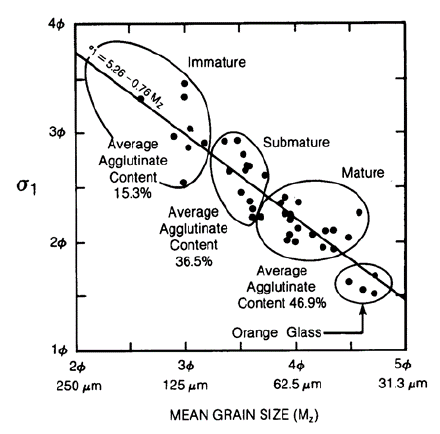 4ϕ
σ1 = 5.26 – 0.76 Mz
Immature
3ϕ
Average
Agglutinate
Content
15.3%
Submature
σ1
Mature
Average
Agglutinate
Content
36.5%
2ϕ
Average
Agglutinate
Content 46.9%
Orange Glass
1ϕ
2ϕ 3ϕ 4ϕ 5ϕ
250 μm 125 μm 62.5 μm 31.3 μm
MEAN GRAIN SIZE (Mz)